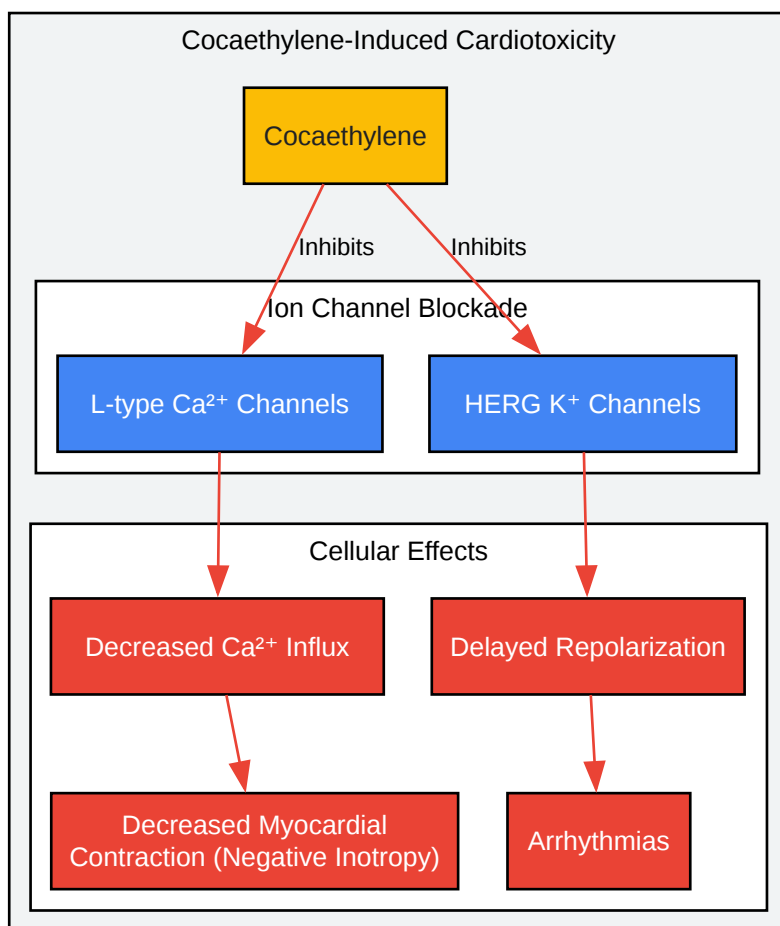 Cocaethylene-Induced Cardiotoxicity
Cocaethylene
Inhibits
Inhibits
Ion Channel Blockade
L-type Ca²⁺ Channels
HERG K⁺ Channels
Cellular Effects
Decreased Ca²⁺ Influx
Delayed Repolarization
Decreased Myocardial
Contraction (Negative Inotropy)
Arrhythmias